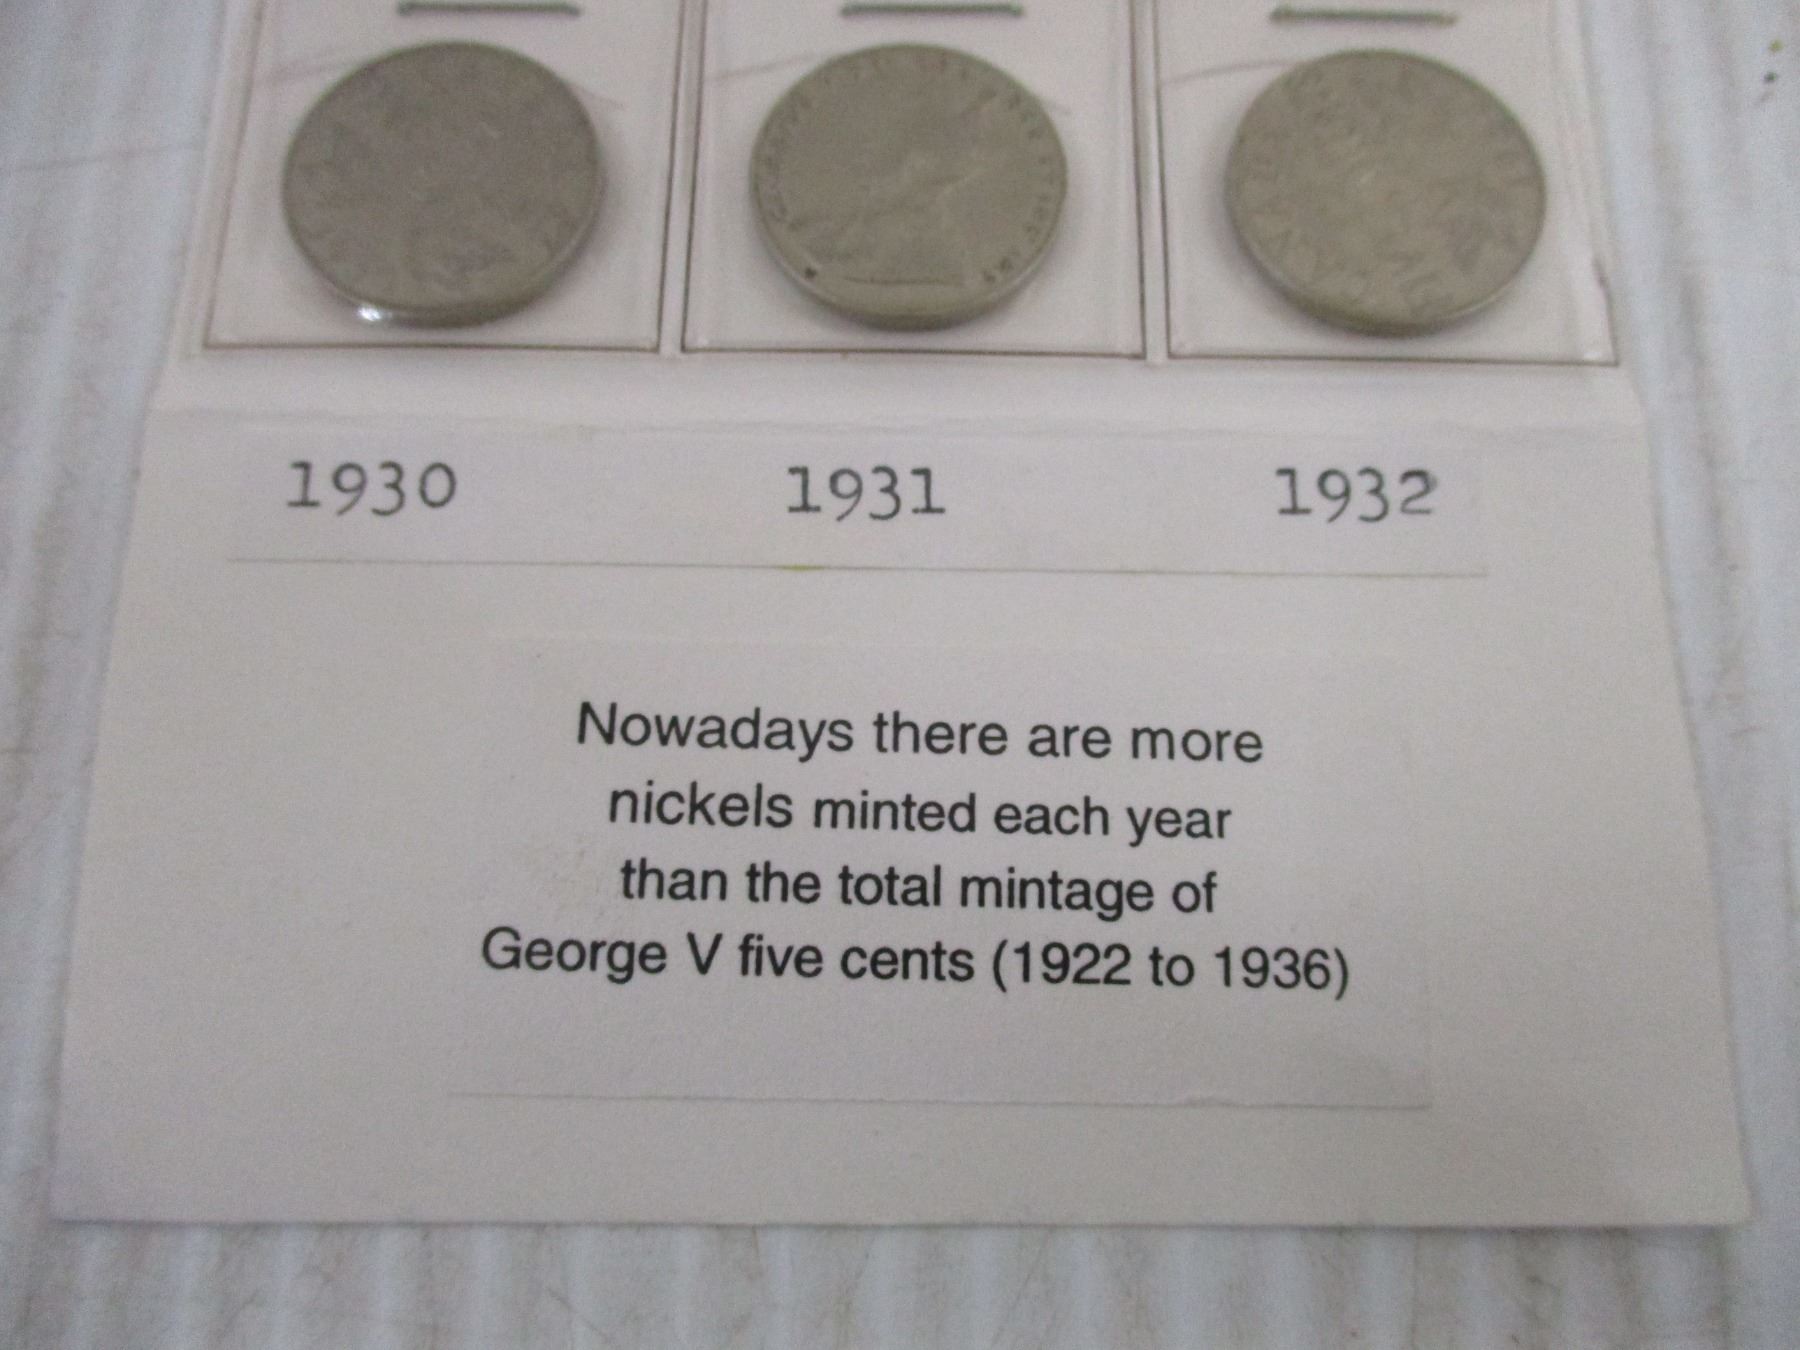 1930 1931 1932
Nowadays there are more
nickels minted each year
than the total mintage of
George V five cents (1922 to 1936)